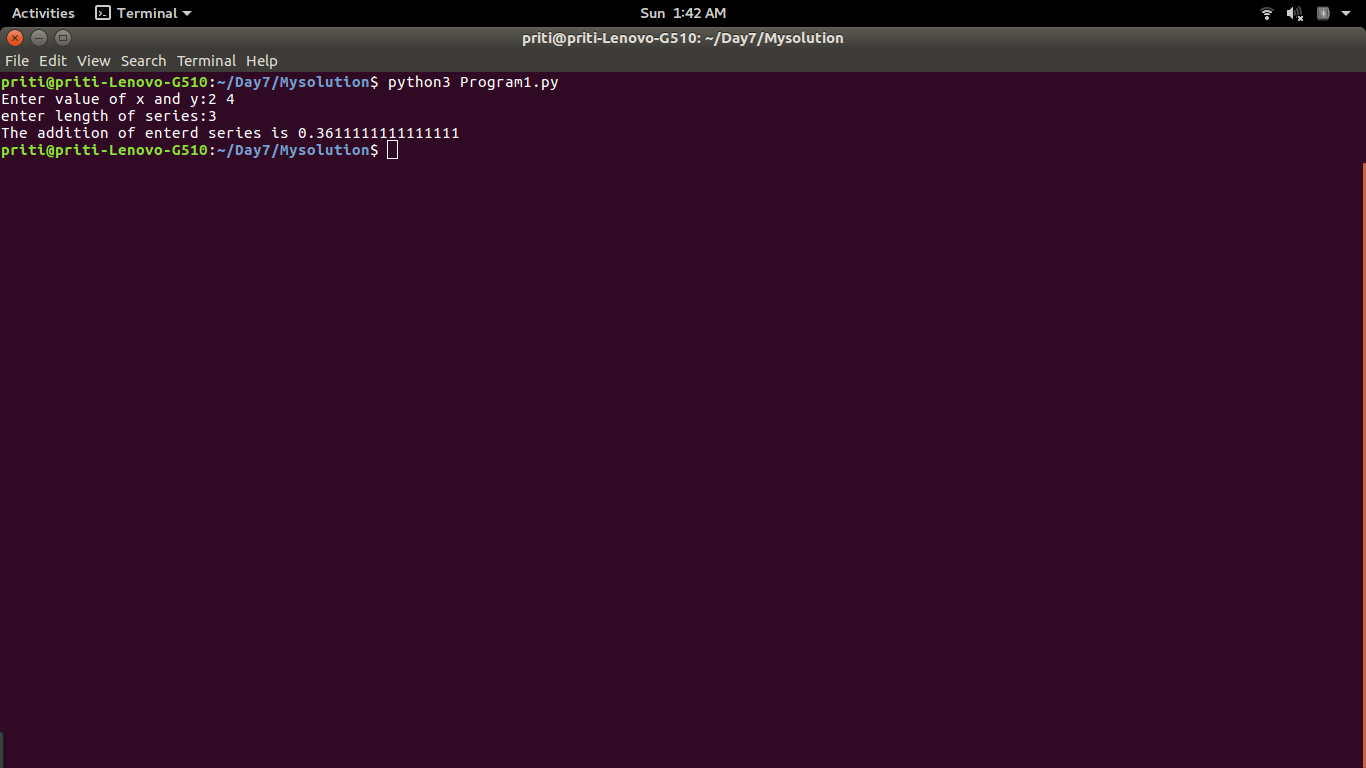 Activities Terminal Sun 1:42 AM
priti@priti-Lenovo-G510: ~/Day7/Mysolution
File Edit View Search Terminal Help
priti@priti-Lenovo-G510:~/Day7/Mysolution$ python3 Program1.py
Enter value of x and y:2 4
enter length of series:3
The addition of enterd series is 0.3611111111111111
priti@priti-Lenovo-G510:~/Day7/Mysolution$